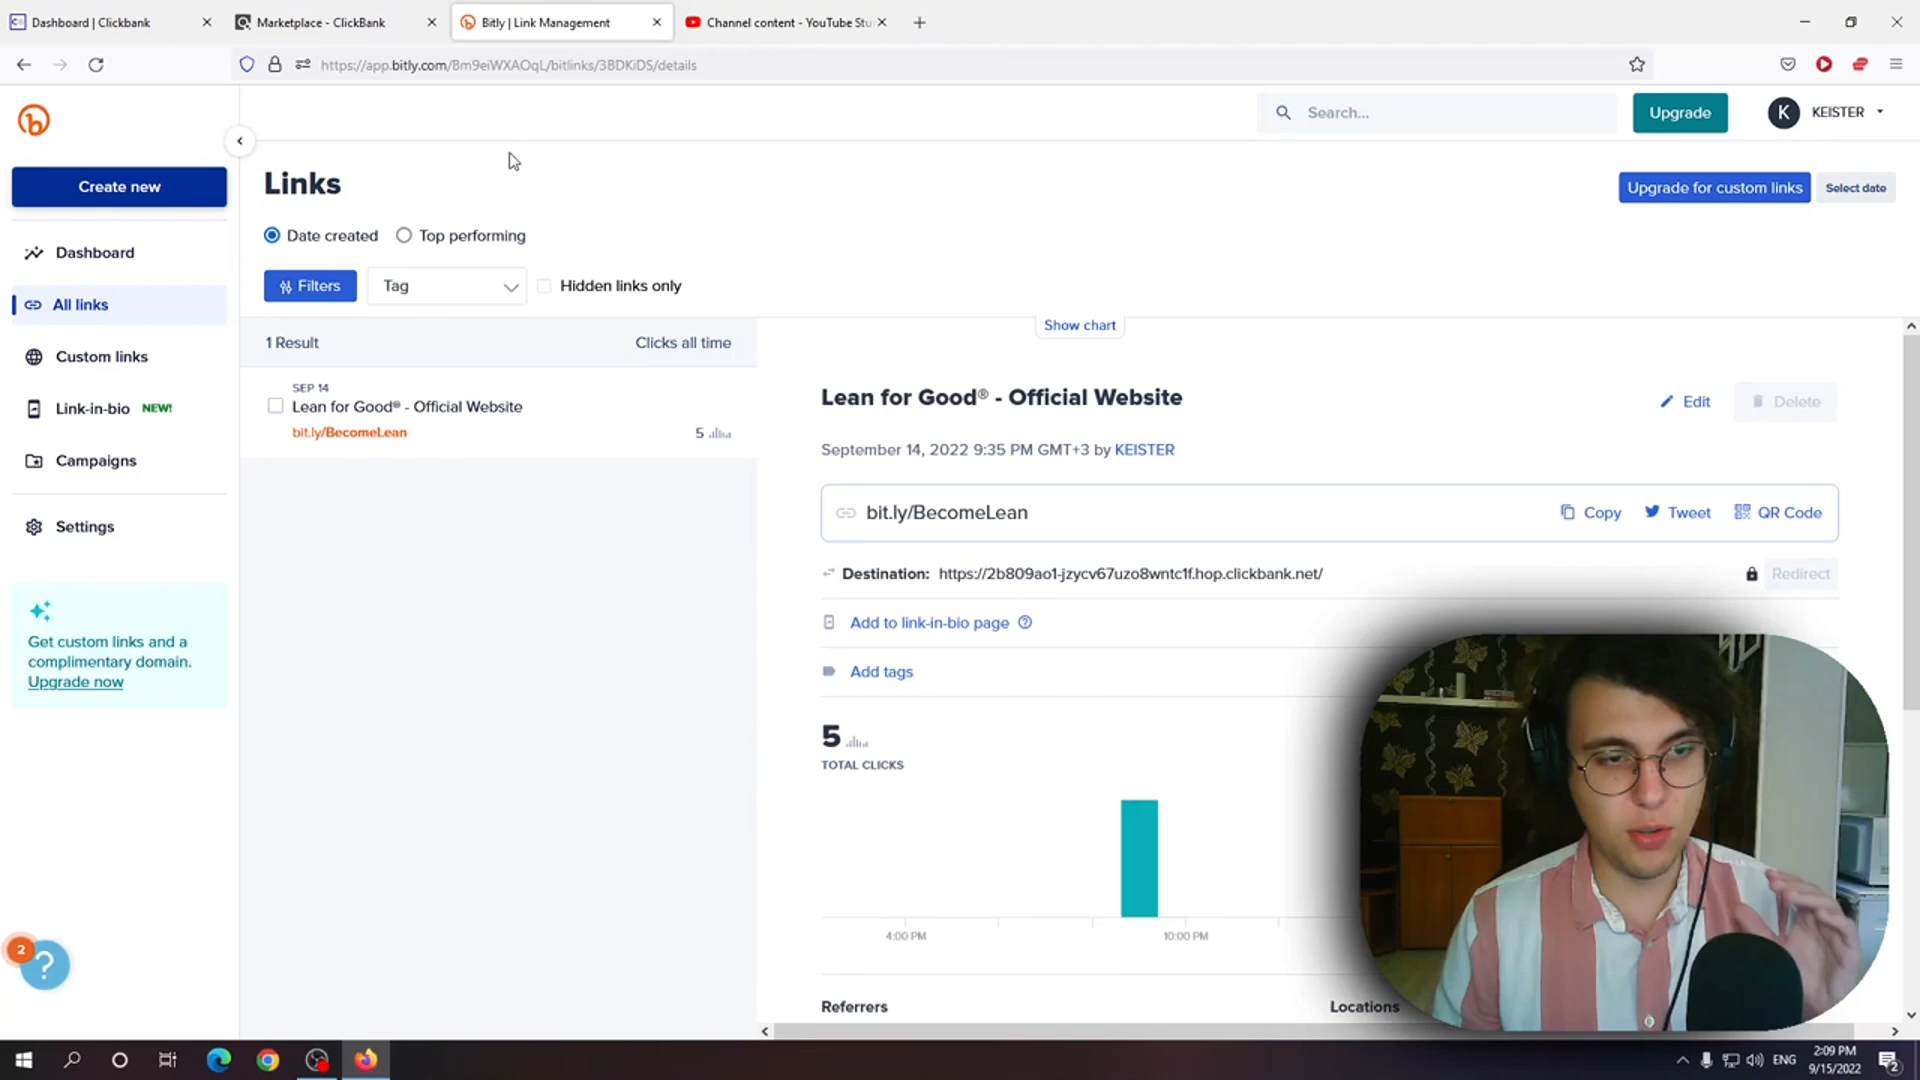 Dashboard | Clickbank
Marketplace - ClickBank
Bitly | Link Management
Channel content - YouTube Stu
https://app.bitly.com/Bm9eiWXAOqL/bitlinks/3BDKiDS/details
Search...
Upgrade
K
KEISTER
Create new
Links
Upgrade for custom links
Select date
Date created
Top performing
Dashboard
Filters
Tag
Hidden links only
All links
Show chart
1 Result
Clicks all time
Custom links
SEP 14
Lean for Good® - Official Website
bit.ly/BecomeLean
5
Lean for Good® - Official Website
Edit
Delete
Link-in-bio NEW!
September 14, 2022 9:35 PM GMT+3 by KEISTER
Campaigns
bit.ly/BecomeLean
Copy
Tweet
QR Code
Settings
Destination: https://2b809ao1-jzycv67uzo8wntc1f.hop.clickbank.net/
Redirect
Add to link-in-bio page
Get custom links and a
complimentary domain.
Upgrade now
Add tags
5
TOTAL CLICKS
4:00 PM
10:00 PM
2
?
Referrers
Locations
ENG
2:09 PM
9/15/2022
2